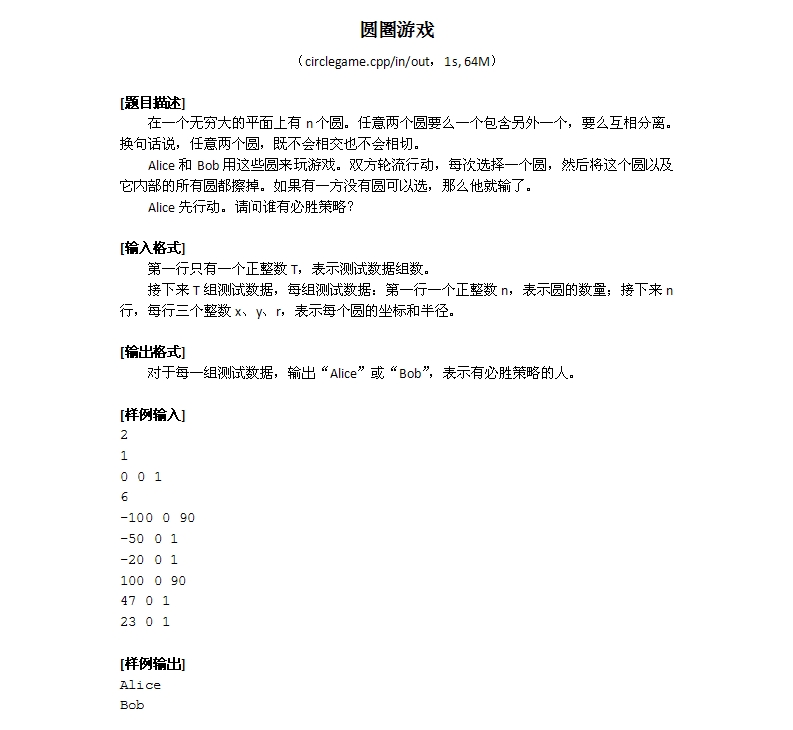 圆圈游戏
（circlegame.cpp/in/out，1s, 64M）
[题目描述]
在一个无穷大的平面上有 n 个圆。任意两个圆要么一个包含另外一个，要么互相分离。
换句话说，任意两个圆，既不会相交也不会相切。
Alice 和 Bob 用这些圆来玩游戏。双方轮流行动，每次选择一个圆，然后将这个圆以及
它内部的所有圆都擦掉。如果有一方没有圆可以选，那么他就输了。
Alice 先行动。请问谁有必胜策略？
[输入格式]
第一行只有一个正整数 T，表示测试数据组数。
接下来 T 组测试数据，每组测试数据：第一行一个正整数 n，表示圆的数量；接下来 n
行，每行三个整数 x、y、r，表示每个圆的坐标和半径。
[输出格式]
对于每一组测试数据，输出“Alice”或“Bob”，表示有必胜策略的人。
[样例输入]
2
1
0 0 1
6
-100 0 90
-50 0 1
-20 0 1
100 0 90
47 0 1
23 0 1
[样例输出]
Alice
Bob